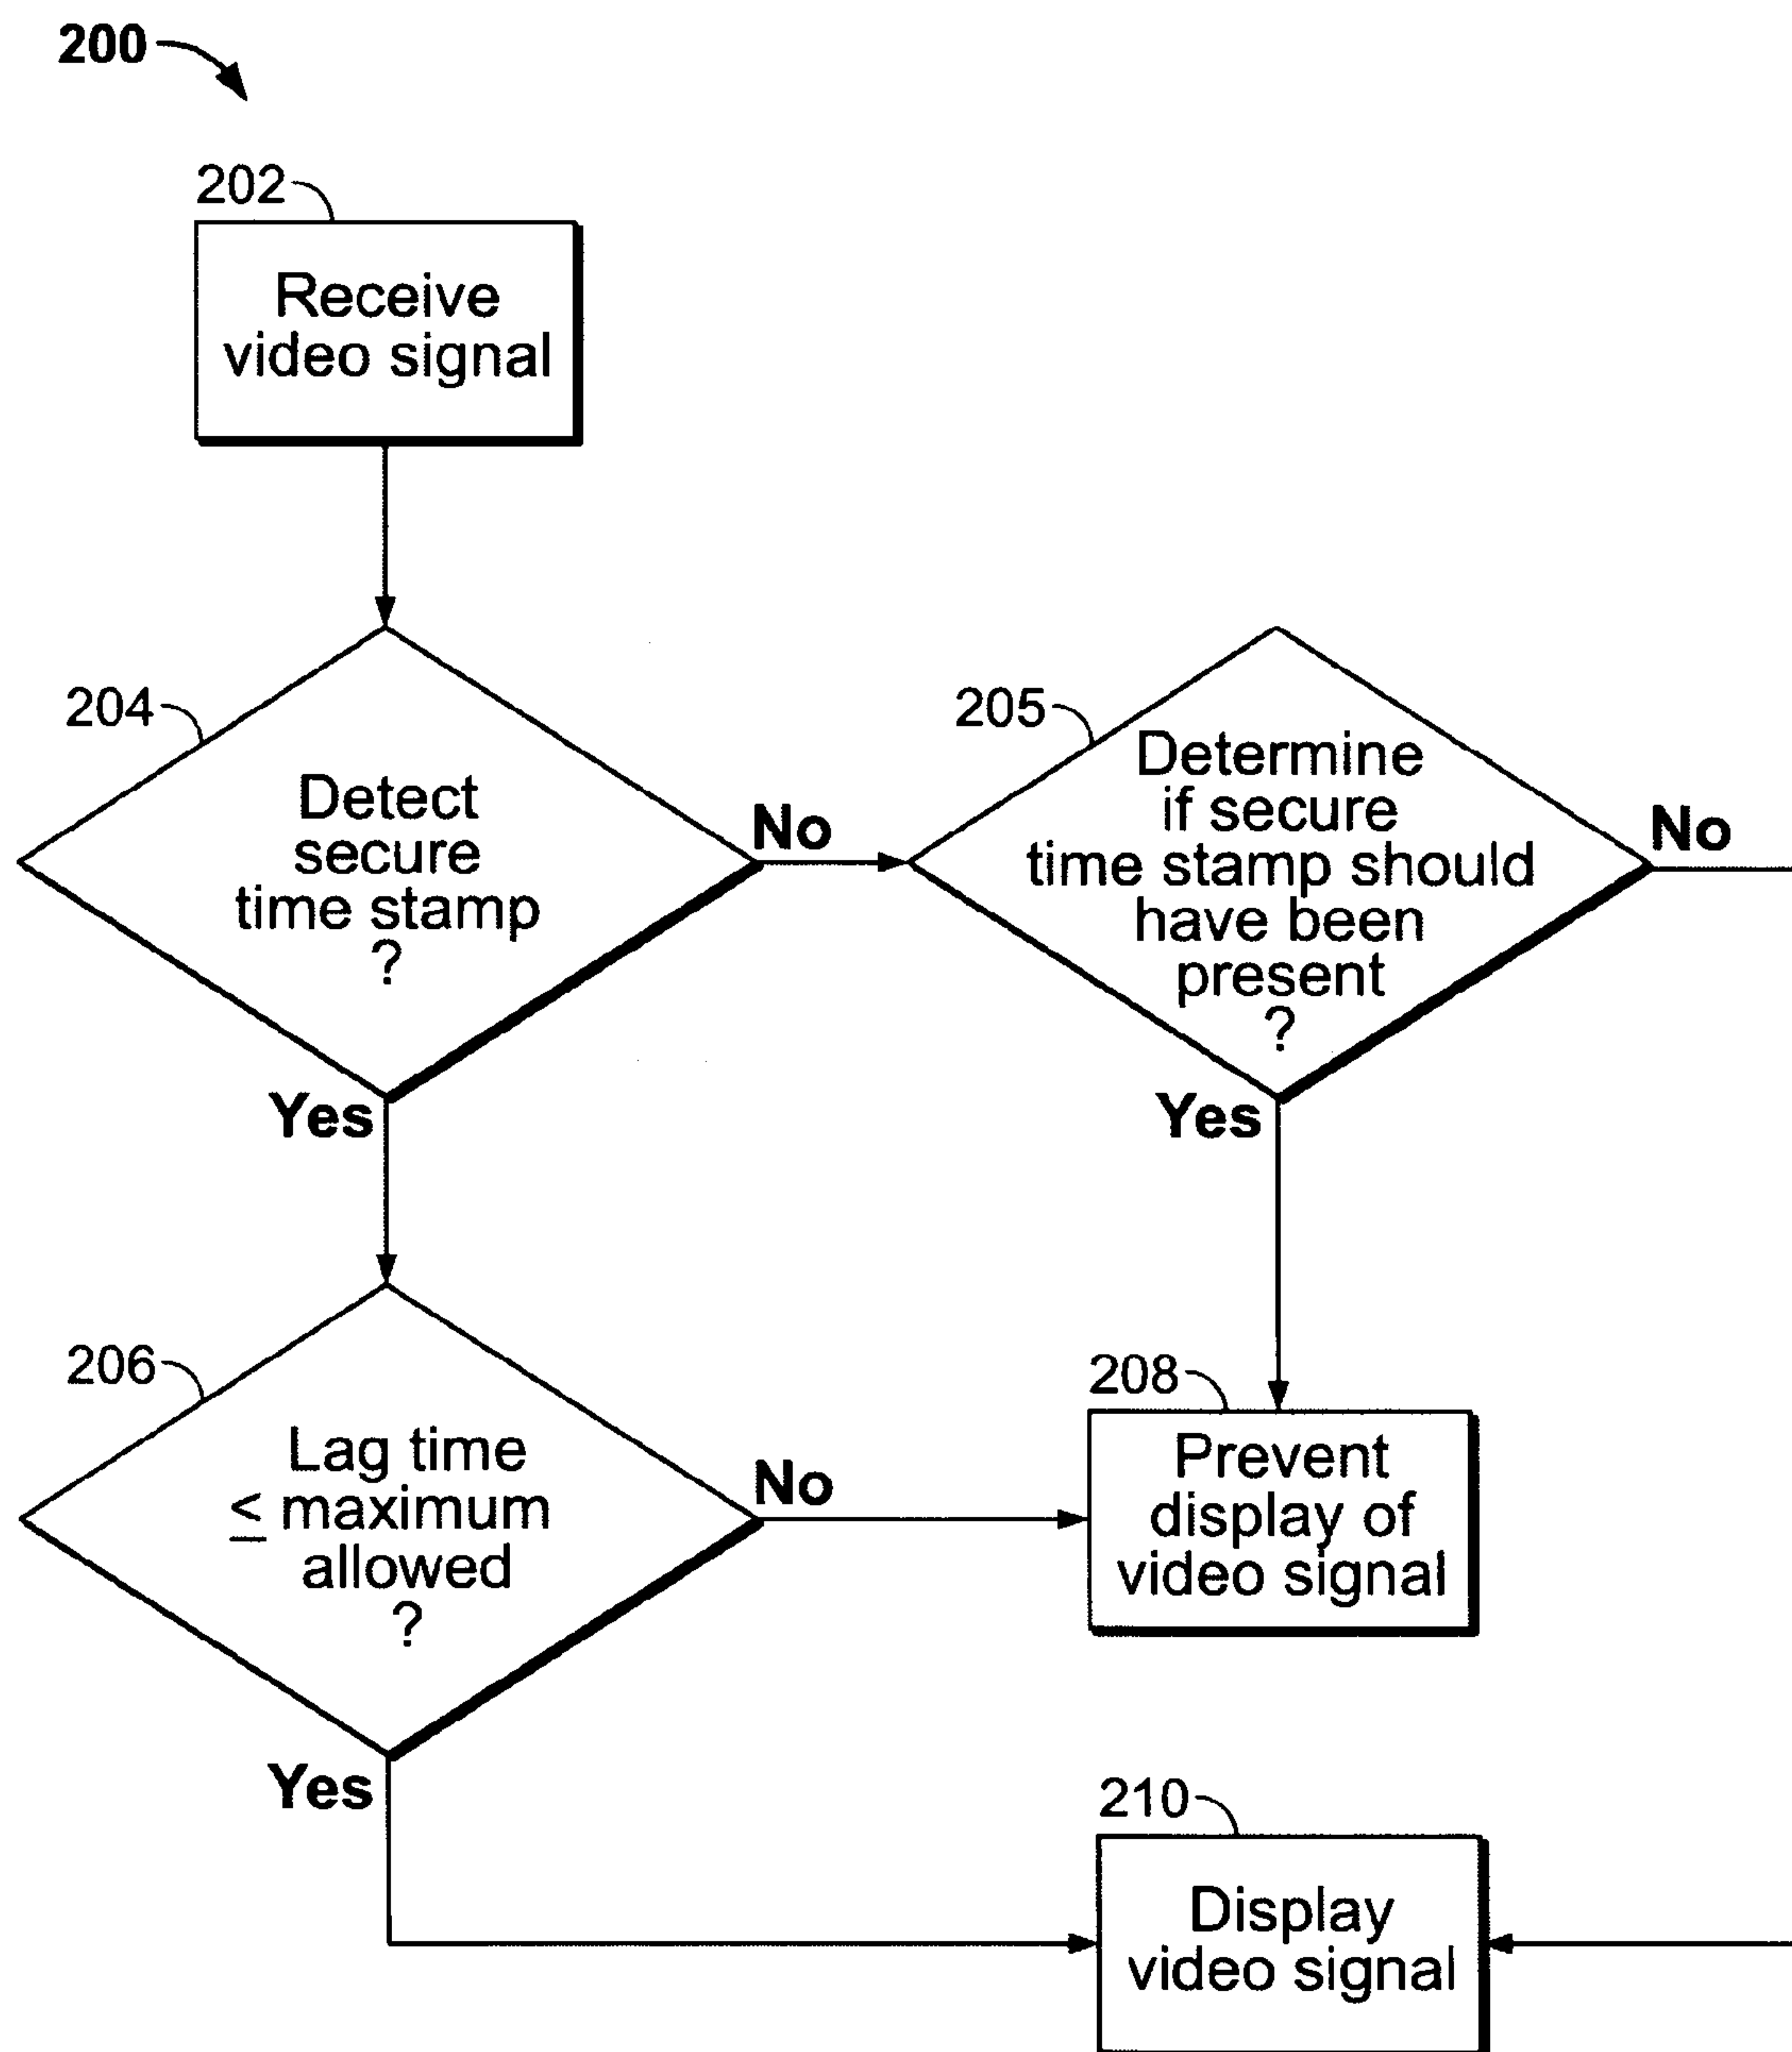 200
202
Receive
video signal
204
Detect
secure
time stamp
?
No
Yes
205
Determine
if secure
time stamp should
have been
present
?
No
Yes
206
Lag time
≤ maximum
allowed
?
No
Yes
208
Prevent
display of
video signal
210
Display
video signal